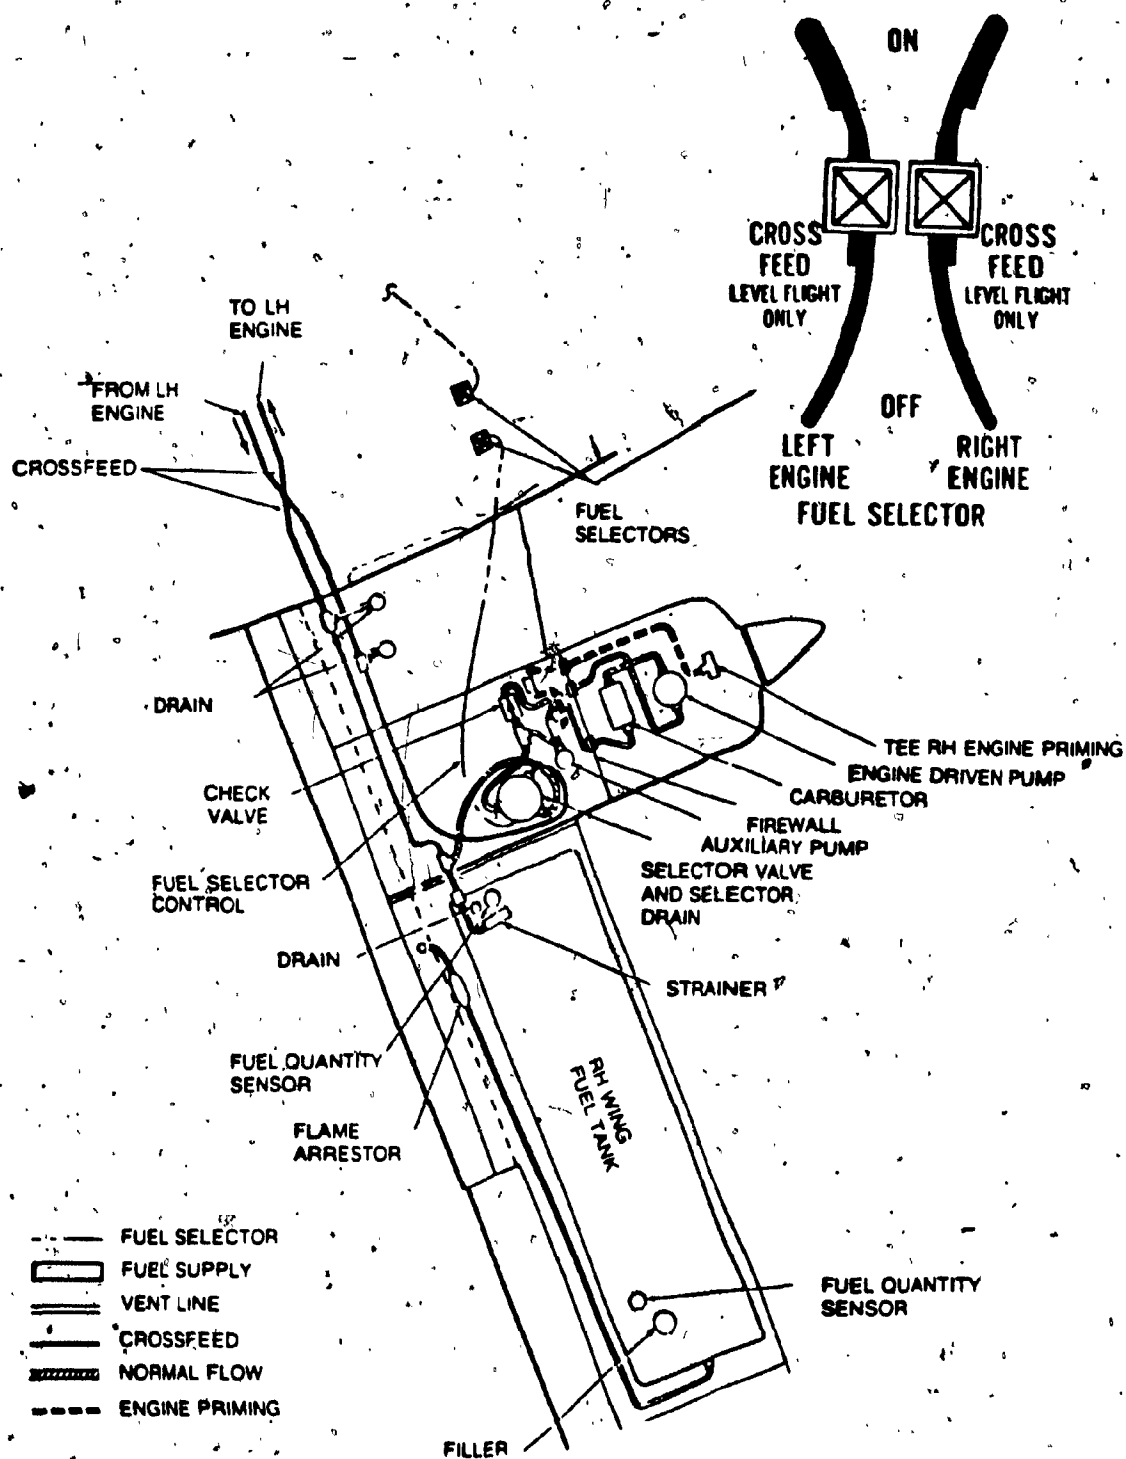 ON
CROSS
FEED
LEVEL FLIGHT
ONLY
CROSS
FEED
LEVEL FLIGHT
ONLY
OFF
LEFT
ENGINE
RIGHT
ENGINE
FUEL SELECTOR
TO LH
ENGINE
FROM LH
ENGINE
CROSSFEED
FUEL
SELECTORS
DRAIN
CHECK
VALVE
FUEL SELECTOR
CONTROL
DRAIN
FUEL QUANTITY
SENSOR
FLAME
ARRESTOR
TEE RH ENGINE PRIMING
ENGINE DRIVEN PUMP
CARBURETOR
FIREWALL
AUXILIARY PUMP
SELECTOR VALVE
AND SELECTOR
DRAIN
STRAINER
RH WING
FUEL TANK
FUEL QUANTITY
SENSOR
FILLER
FUEL SELECTOR
FUEL SUPPLY
VENT LINE
CROSSFEED
NORMAL FLOW
ENGINE PRIMING